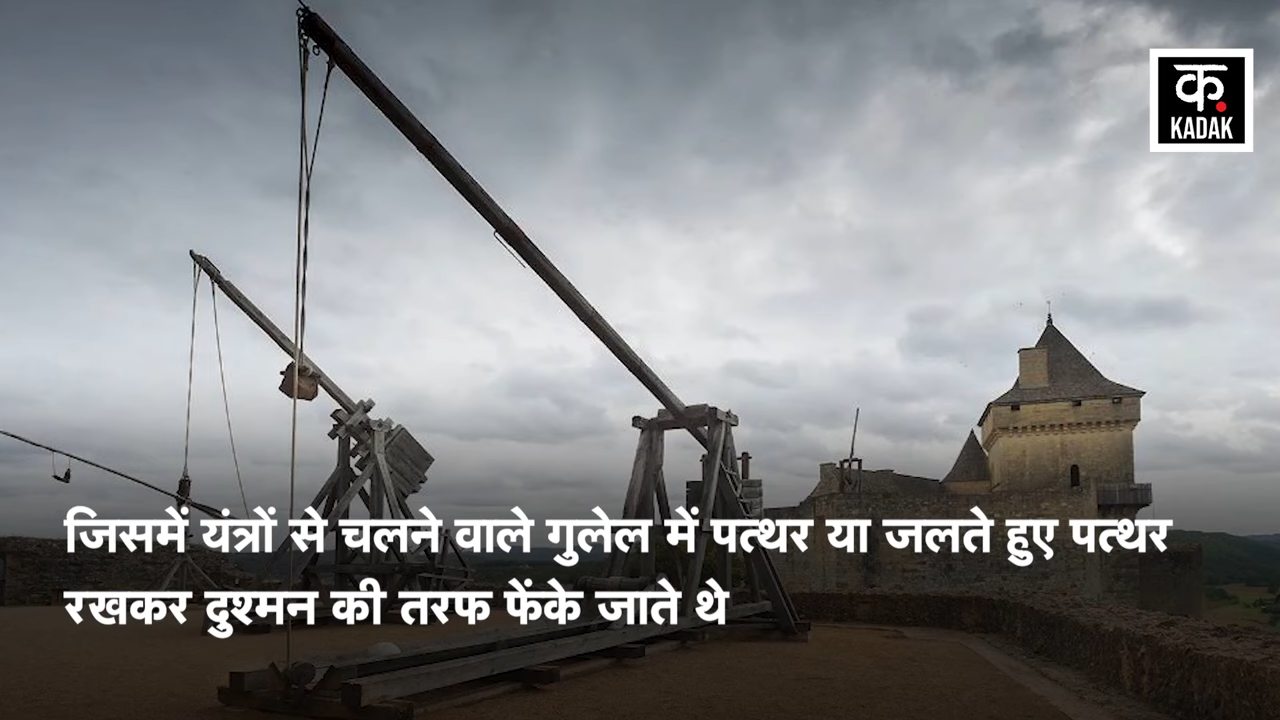 क.
KADAK
जिसमें यंत्रों से चलने वाले गुलेल में पत्थर या जलते हुए पत्थर
रखकर दुश्मन की तरफ फेंके जाते थे